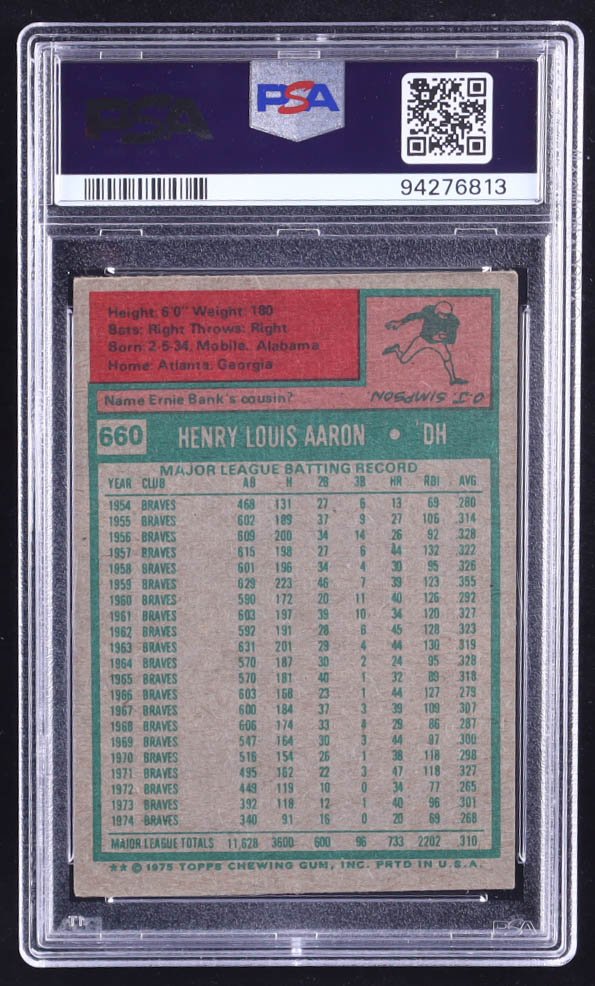 PSA
PSA
94276813
Height: 6'0" Weight: 180
Bats: Right Throws: Right
Born: 2-5-34, Mobile, Alabama
Home: Atlanta, Georgia
Name Ernie Bank's cousin?
O.J. SIMPSON
660 HENRY LOUIS AARON • DH
MAJOR LEAGUE BATTING RECORD
YEAR CLUB AB H 2B 3B HR RBI AVG
1954 BRAVES 468 131 27 6 13 69 .280
1955 BRAVES 602 189 37 9 27 106 .314
1956 BRAVES 609 200 34 14 26 92 .328
1957 BRAVES 615 198 27 6 44 132 .322
1958 BRAVES 601 196 34 4 30 95 .326
1959 BRAVES 629 223 46 7 39 123 .355
1960 BRAVES 590 172 20 11 40 126 .292
1961 BRAVES 603 197 39 10 34 120 .327
1962 BRAVES 592 191 28 6 45 128 .323
1963 BRAVES 631 201 29 4 44 130 .319
1964 BRAVES 570 187 30 2 24 95 .328
1965 BRAVES 570 181 40 1 32 89 .318
1966 BRAVES 603 168 23 1 44 127 .279
1967 BRAVES 600 184 37 3 39 109 .307
1968 BRAVES 606 174 33 4 29 86 .287
1969 BRAVES 547 164 30 3 44 97 .300
1970 BRAVES 516 154 26 1 38 118 .298
1971 BRAVES 495 162 22 3 47 118 .327
1972 BRAVES 449 119 10 0 34 77 .265
1973 BRAVES 392 118 12 1 40 96 .301
1974 BRAVES 340 91 16 0 20 69 .268
MAJOR LEAGUE TOTALS 11,628 3600 600 96 733 2202 .310
★★ © 1975 TOPPS CHEWING GUM, INC. PRTD IN U.S.A.
PSA